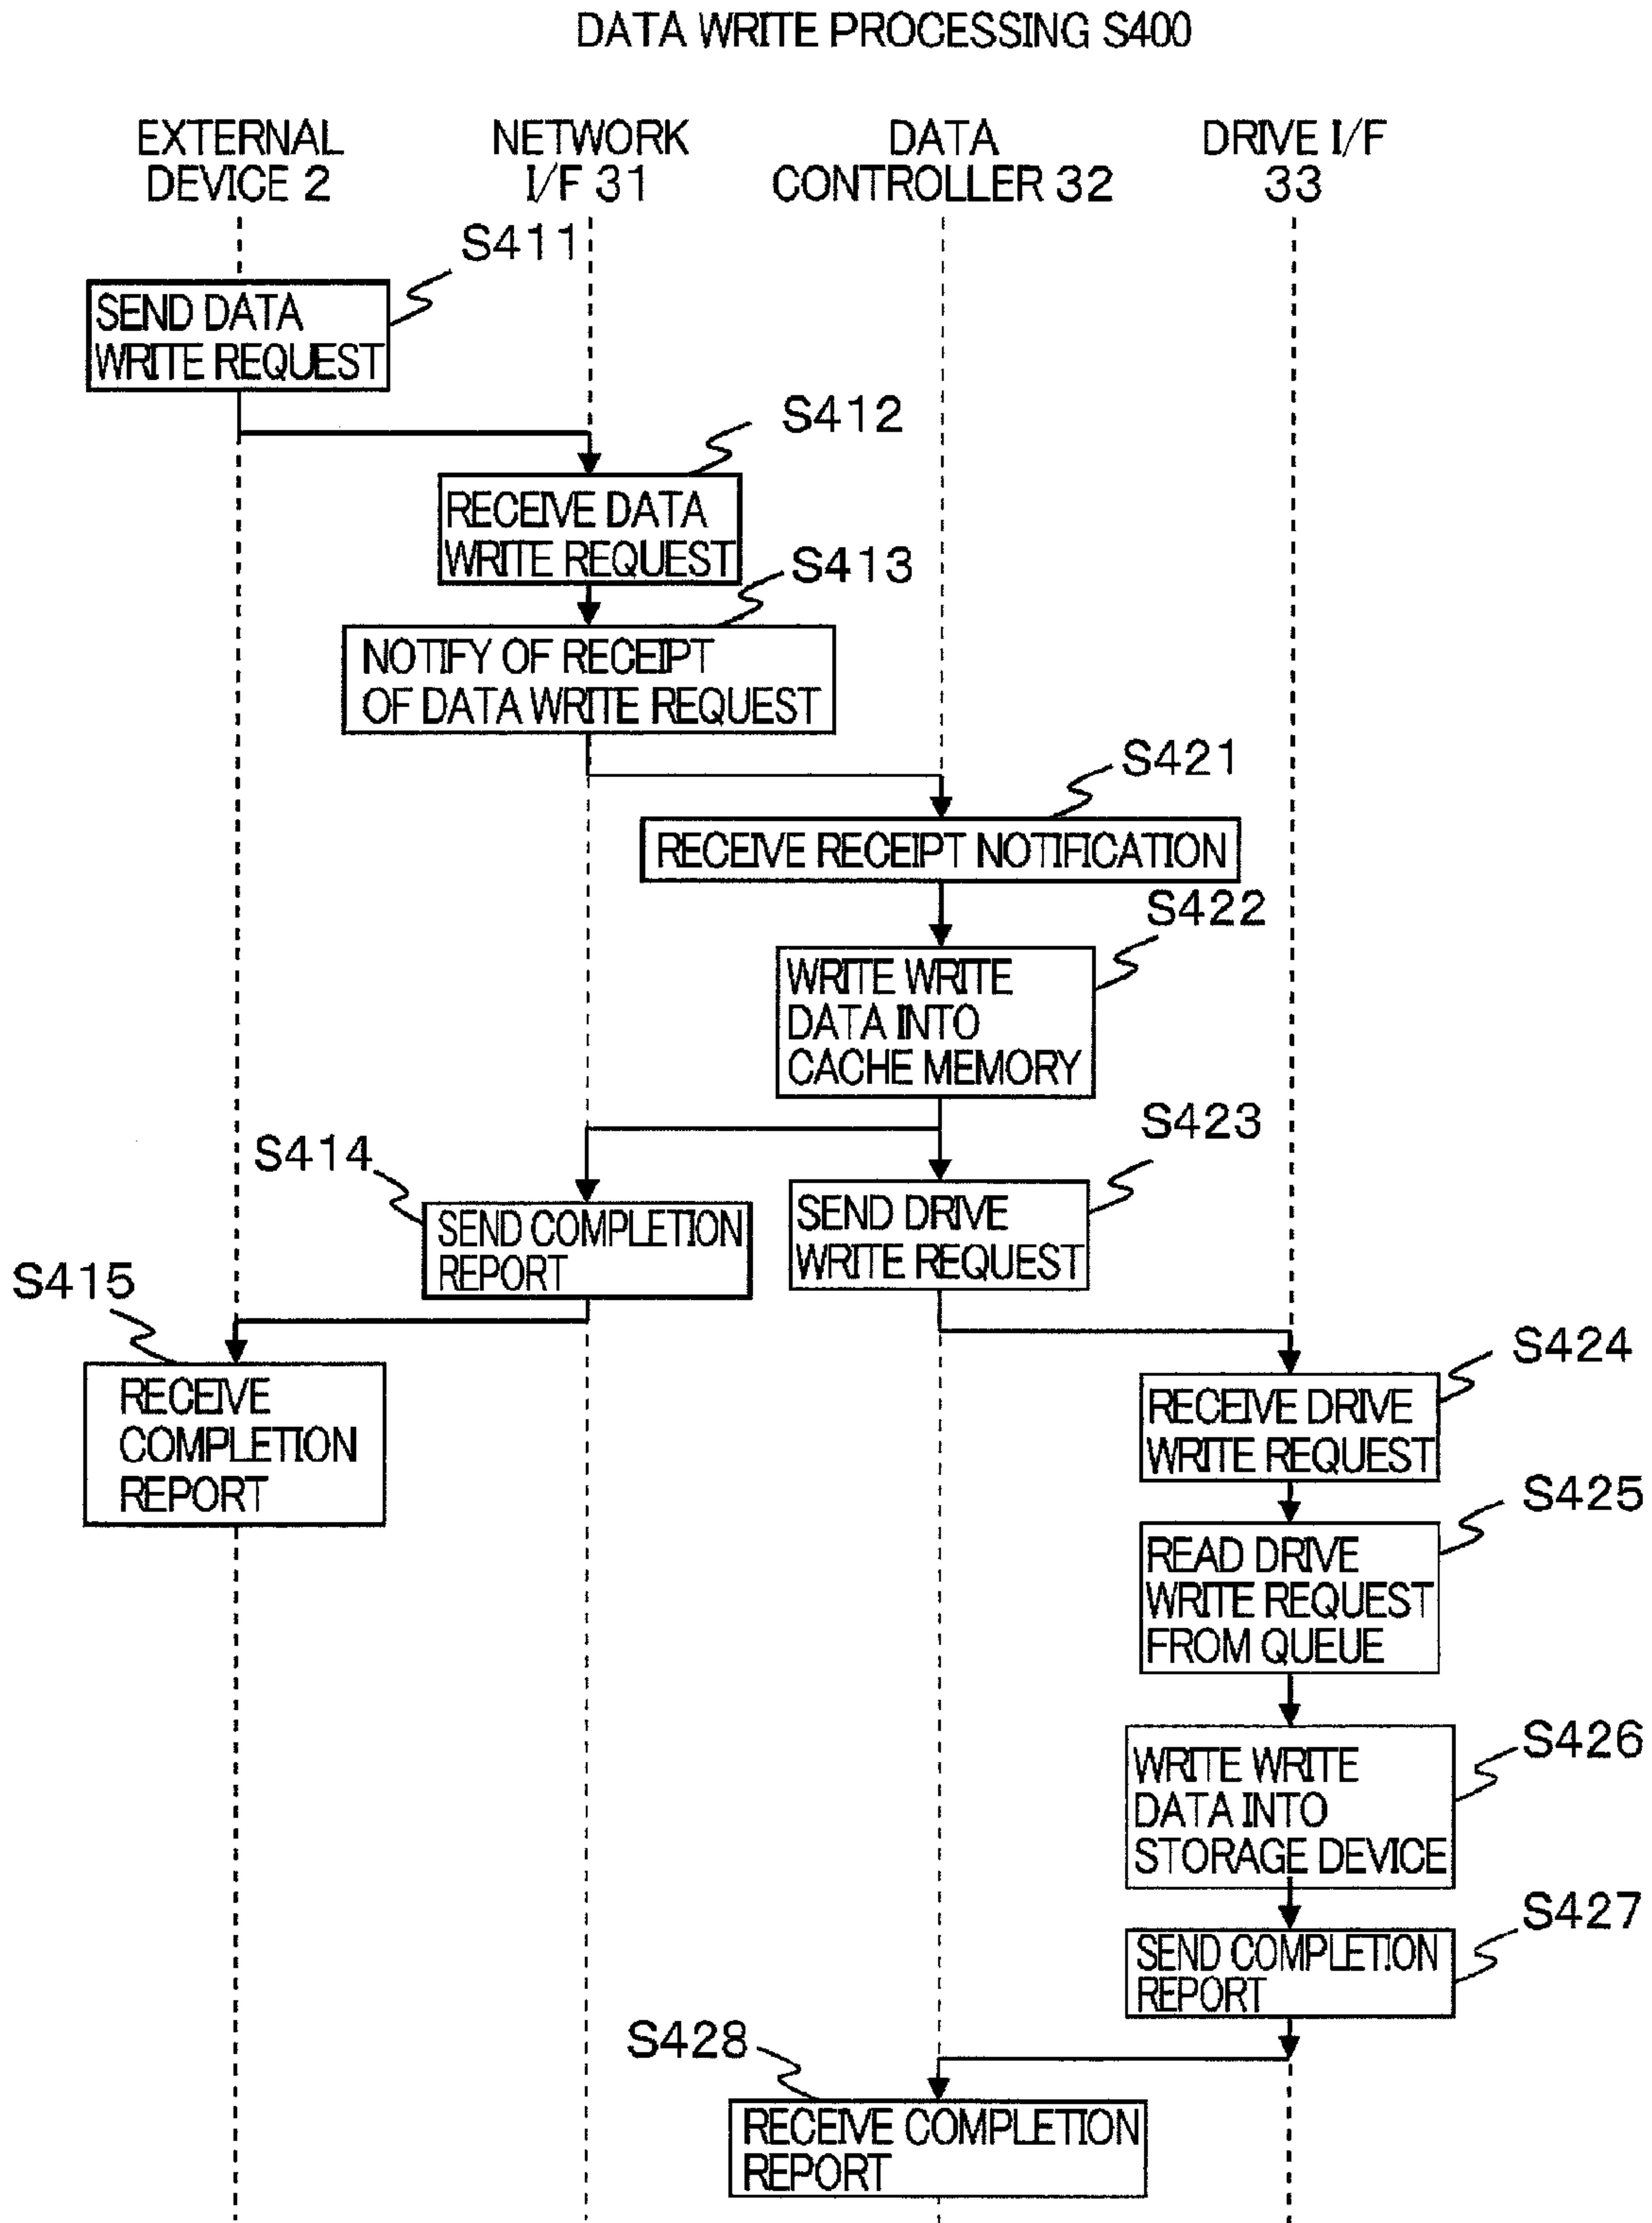 DATA WRITE PROCESSING S400
EXTERNAL
DEVICE 2
NETWORK
I/F 31
DATA
CONTROLLER 32
DRIVE I/F
33
S411
SEND DATA
WRITE REQUEST
S412
RECEIVE DATA
WRITE REQUEST
S413
NOTIFY OF RECEIPT
OF DATA WRITE REQUEST
S421
RECEIVE RECEIPT NOTIFICATION
S422
WRITE WRITE
DATA INTO
CACHE MEMORY
S414
SEND COMPLETION
REPORT
S423
SEND DRIVE
WRITE REQUEST
S415
RECEIVE
COMPLETION
REPORT
S424
RECEIVE DRIVE
WRITE REQUEST
S425
READ DRIVE
WRITE REQUEST
FROM QUEUE
S426
WRITE WRITE
DATA INTO
STORAGE DEVICE
S427
SEND COMPLETION
REPORT
S428
RECEIVE COMPLETION
REPORT